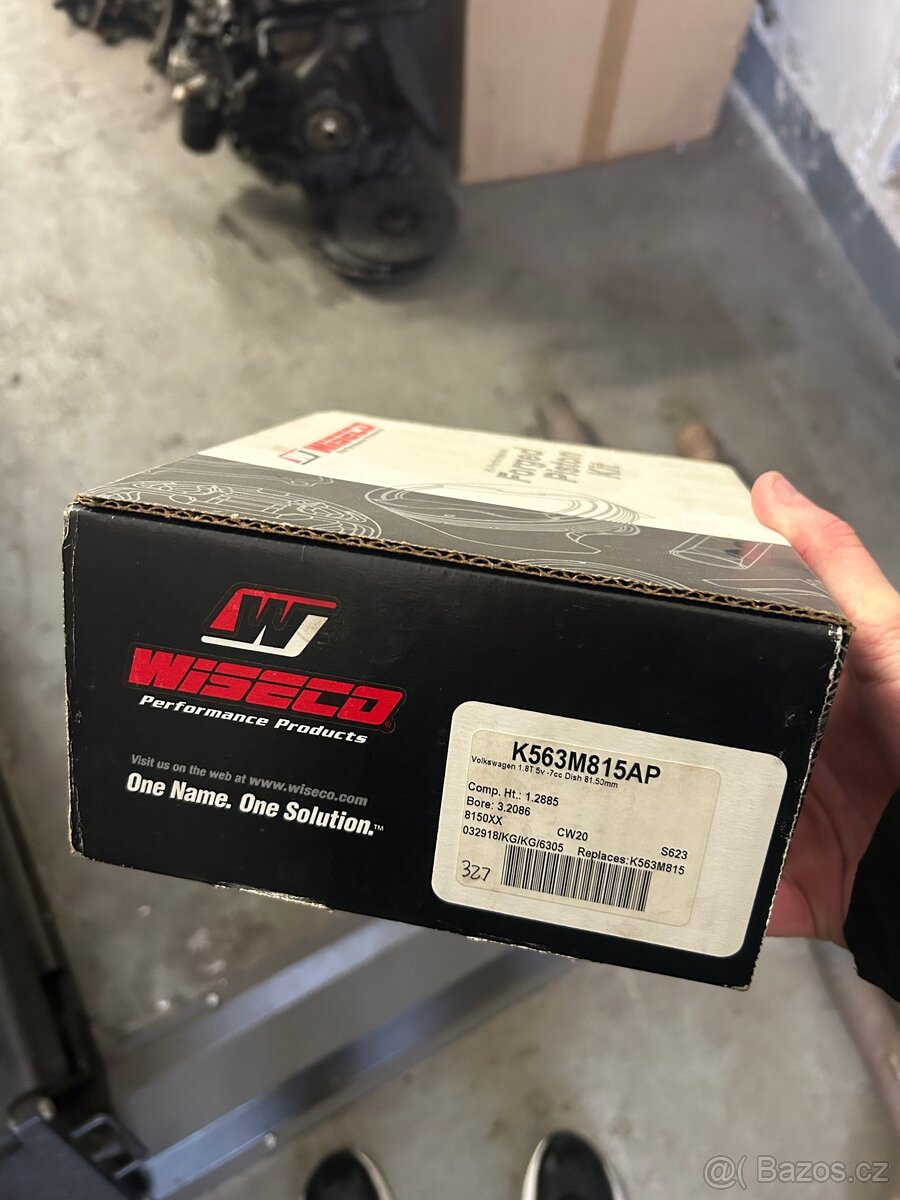 WISECO
Forged
Piston
Kit
W
WISECO®
Performance Products
Visit us on the web at www.wiseco.com
One Name. One Solution.™
K563M815AP
Volkswagen 1.8T 5v -7cc Dish 81.50mm
Comp. Ht.: 1.2885
Bore: 3.2086
8150XX CW20 S623
032918/KG/KG/6305 Replaces:K563M815
327
@( Bazos.cz